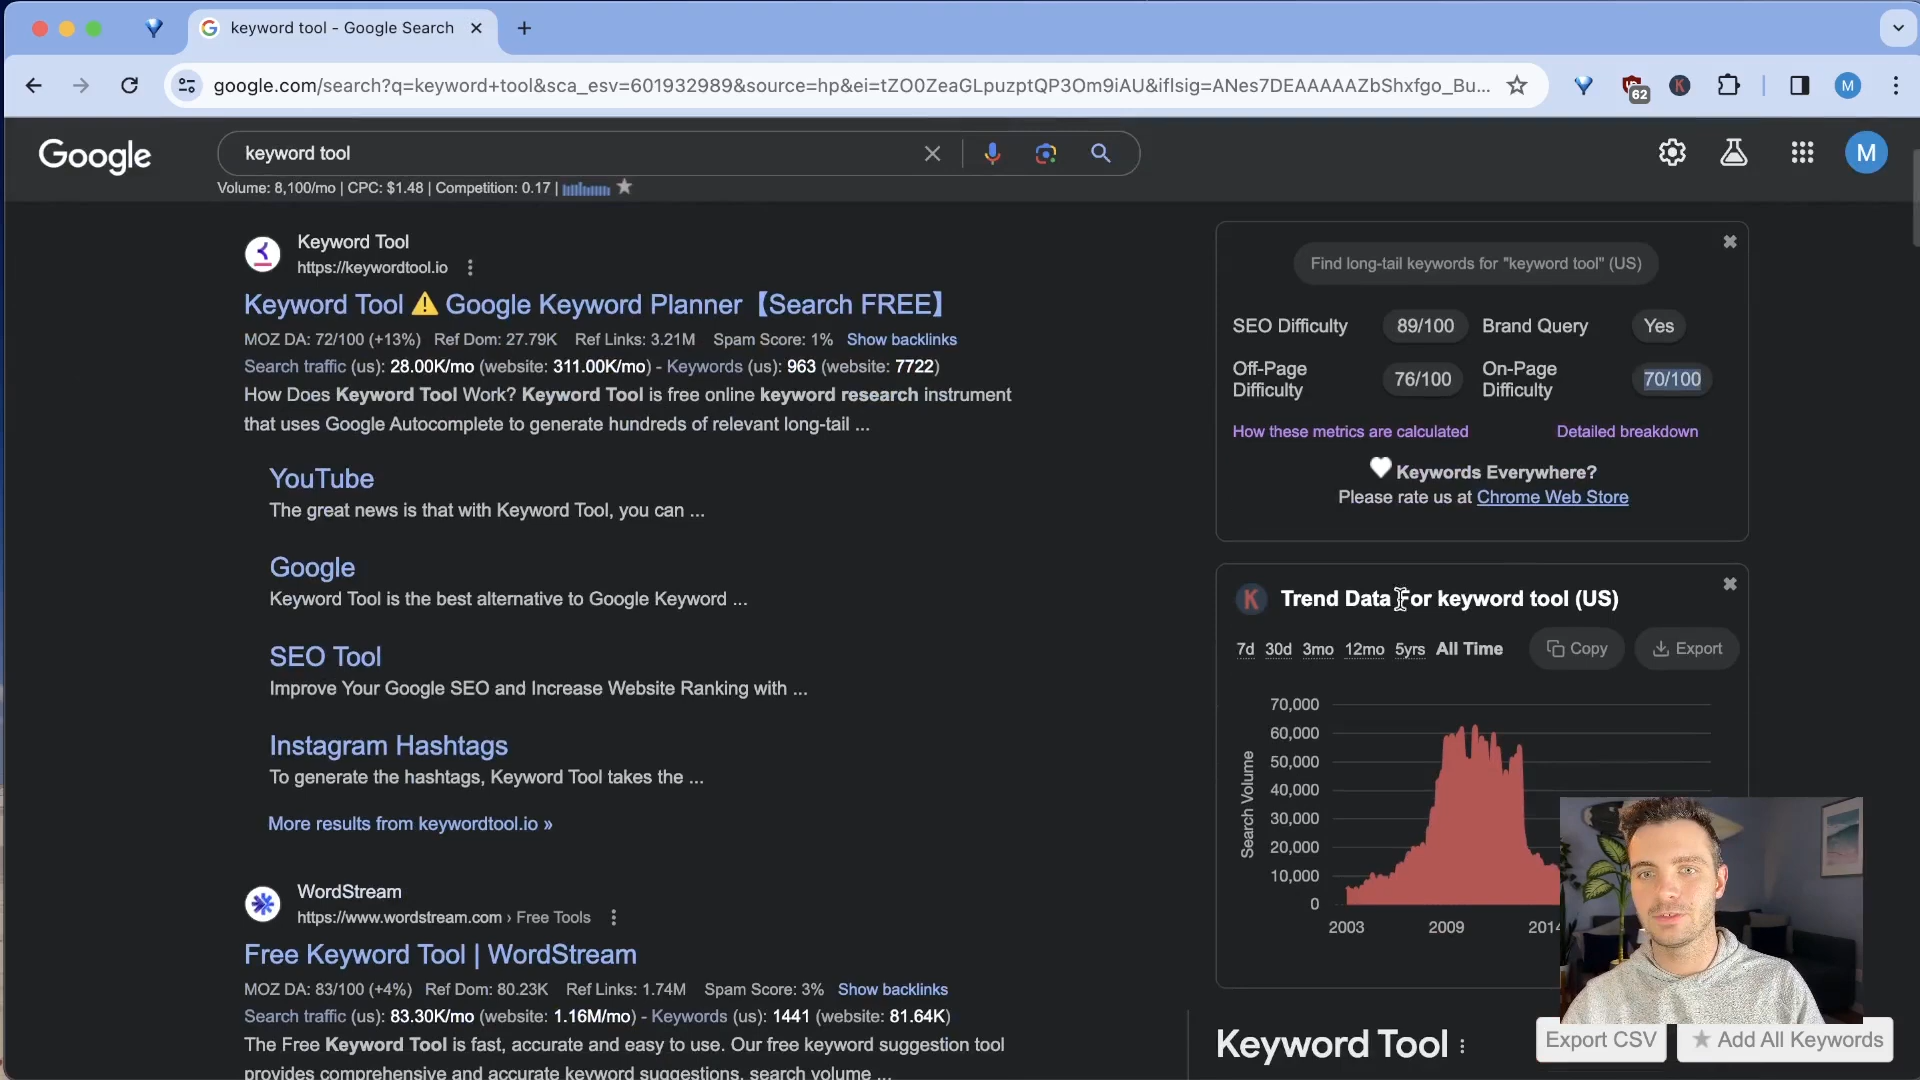 keyword tool - Google Search
google.com/search?q=keyword+tool&sca_esv=601932989&source=hp&ei=tZO0ZeaGLpuzptQP3Om9iAU&iflsig=ANes7DEAAAAAZbShxfgo_Bu...
62
K
M
Google
keyword tool
M
Volume: 8,100/mo | CPC: $1.48 | Competition: 0.17 |
Keyword Tool
https://keywordtool.io
Keyword Tool ⚠️ Google Keyword Planner【Search FREE】
MOZ DA: 72/100 (+13%) Ref Dom: 27.79K Ref Links: 3.21M Spam Score: 1% Show backlinks
Search traffic (us): 28.00K/mo (website: 311.00K/mo) - Keywords (us): 963 (website: 7722)
How Does Keyword Tool Work? Keyword Tool is free online keyword research instrument
that uses Google Autocomplete to generate hundreds of relevant long-tail ...
YouTube
The great news is that with Keyword Tool, you can ...
Google
Keyword Tool is the best alternative to Google Keyword ...
SEO Tool
Improve Your Google SEO and Increase Website Ranking with ...
Instagram Hashtags
To generate the hashtags, Keyword Tool takes the ...
More results from keywordtool.io »
WordStream
https://www.wordstream.com › Free Tools
Free Keyword Tool | WordStream
MOZ DA: 83/100 (+4%) Ref Dom: 80.23K Ref Links: 1.74M Spam Score: 3% Show backlinks
Search traffic (us): 83.30K/mo (website: 1.16M/mo) - Keywords (us): 1441 (website: 81.64K)
The Free Keyword Tool is fast, accurate and easy to use. Our free keyword suggestion tool
provides comprehensive and accurate keyword suggestions, search volume ...
Find long-tail keywords for "keyword tool" (US)
SEO Difficulty 89/100 Brand Query Yes
Off-Page Difficulty 76/100 On-Page Difficulty 70/100
How these metrics are calculated Detailed breakdown
Keywords Everywhere?
Please rate us at Chrome Web Store
K Trend Data For keyword tool (US)
7d 30d 3mo 12mo 5yrs All Time Copy Export
70,000
60,000
50,000
40,000
30,000
20,000
10,000
0
Search Volume
2003 2009 2014
Keyword Tool
Export CSV Add All Keywords